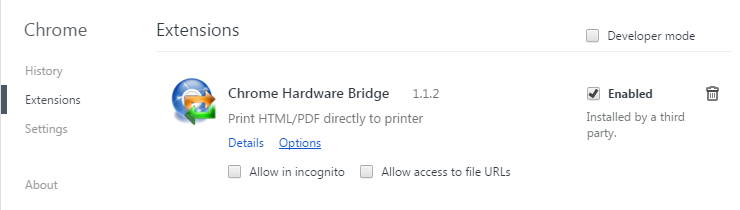 Chrome
Extensions
Developer mode
History
Extensions
Settings
About
Chrome Hardware Bridge 1.1.2
Enabled
Print HTML/PDF directly to printer
Installed by a third
party.
Details Options
Allow in incognito Allow access to file URLs